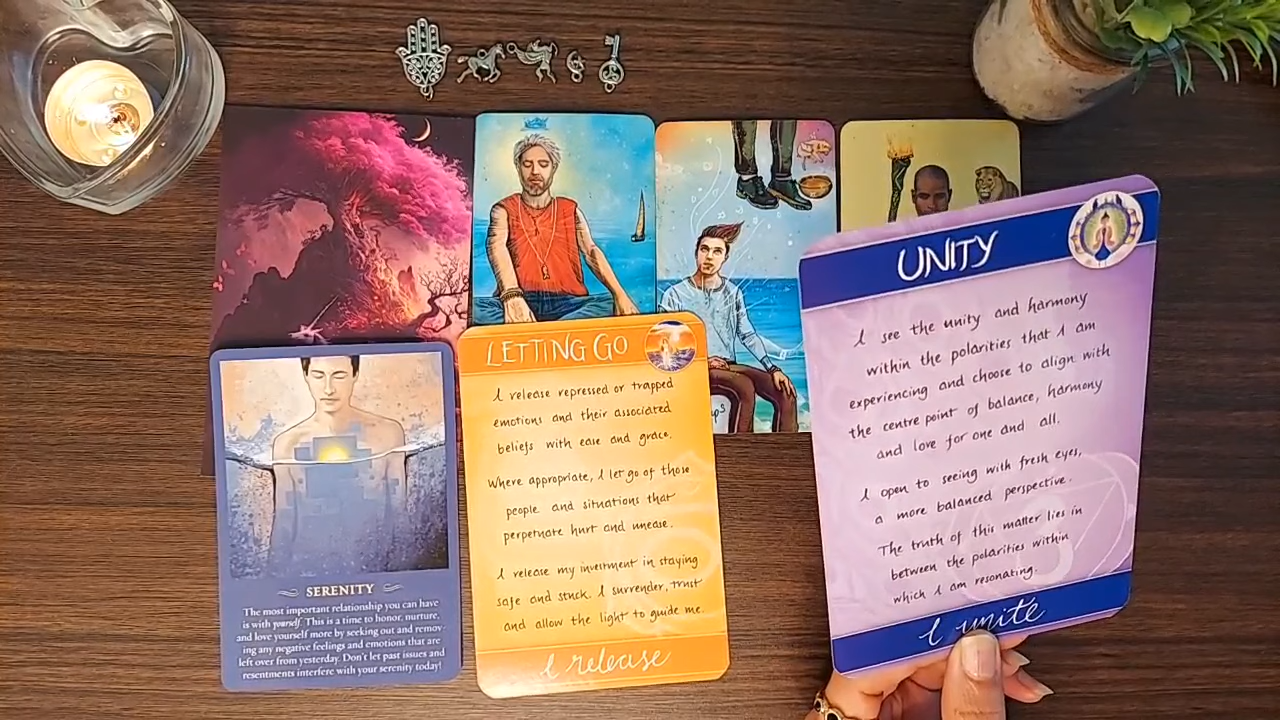 SERENITY
The most important relationship you can have
is with yourself. This is a time to honor, nurture,
and love yourself more by seeking out and remov-
ing any negative feelings and emotions that are
left over from yesterday. Don't let past issues and
resentments interfere with your serenity today!
LETTING GO
I release repressed or trapped
emotions and their associated
beliefs with ease and grace.
Where appropriate, I let go of those
people and situations that
perpetuate hurt and unease.
I release my investment in staying
safe and stuck. I surrender, trust
and allow the light to guide me.
I release
UNITY
I see the unity and harmony
within the polarities that I am
experiencing and choose to align with
the centre point of balance, harmony
and love for one and all.
I open to seeing with fresh eyes,
a more balanced perspective.
The truth of this matter lies in
between the polarities within
which I am resonating.
I unite